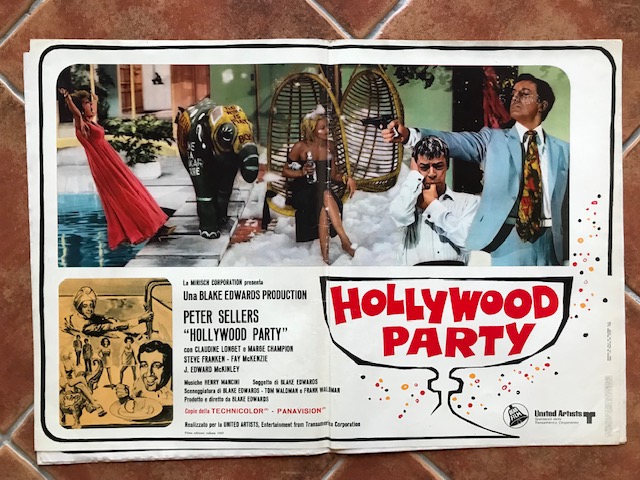 La MIRISCH CORPORATION presenta
Una BLAKE EDWARDS PRODUCTION
PETER SELLERS
"HOLLYWOOD PARTY"
con CLAUDINE LONGET e MARGE CHAMPION
STEVE FRANKEN - FAY McKENZIE
J. EDWARD McKINLEY
Musiche HENRY MANCINI Soggetto di BLAKE EDWARDS
Sceneggiatura di BLAKE EDWARDS - TOM WALDMAN e FRANK WALDMAN
Prodotto e diretto da BLAKE EDWARDS
Copie della TECHNICOLOR - PANAVISION
Realizzato per la UNITED ARTISTS, Entertainment from Transamerica Corporation
HOLLYWOOD
PARTY
United Artists
Transamerica Corporation